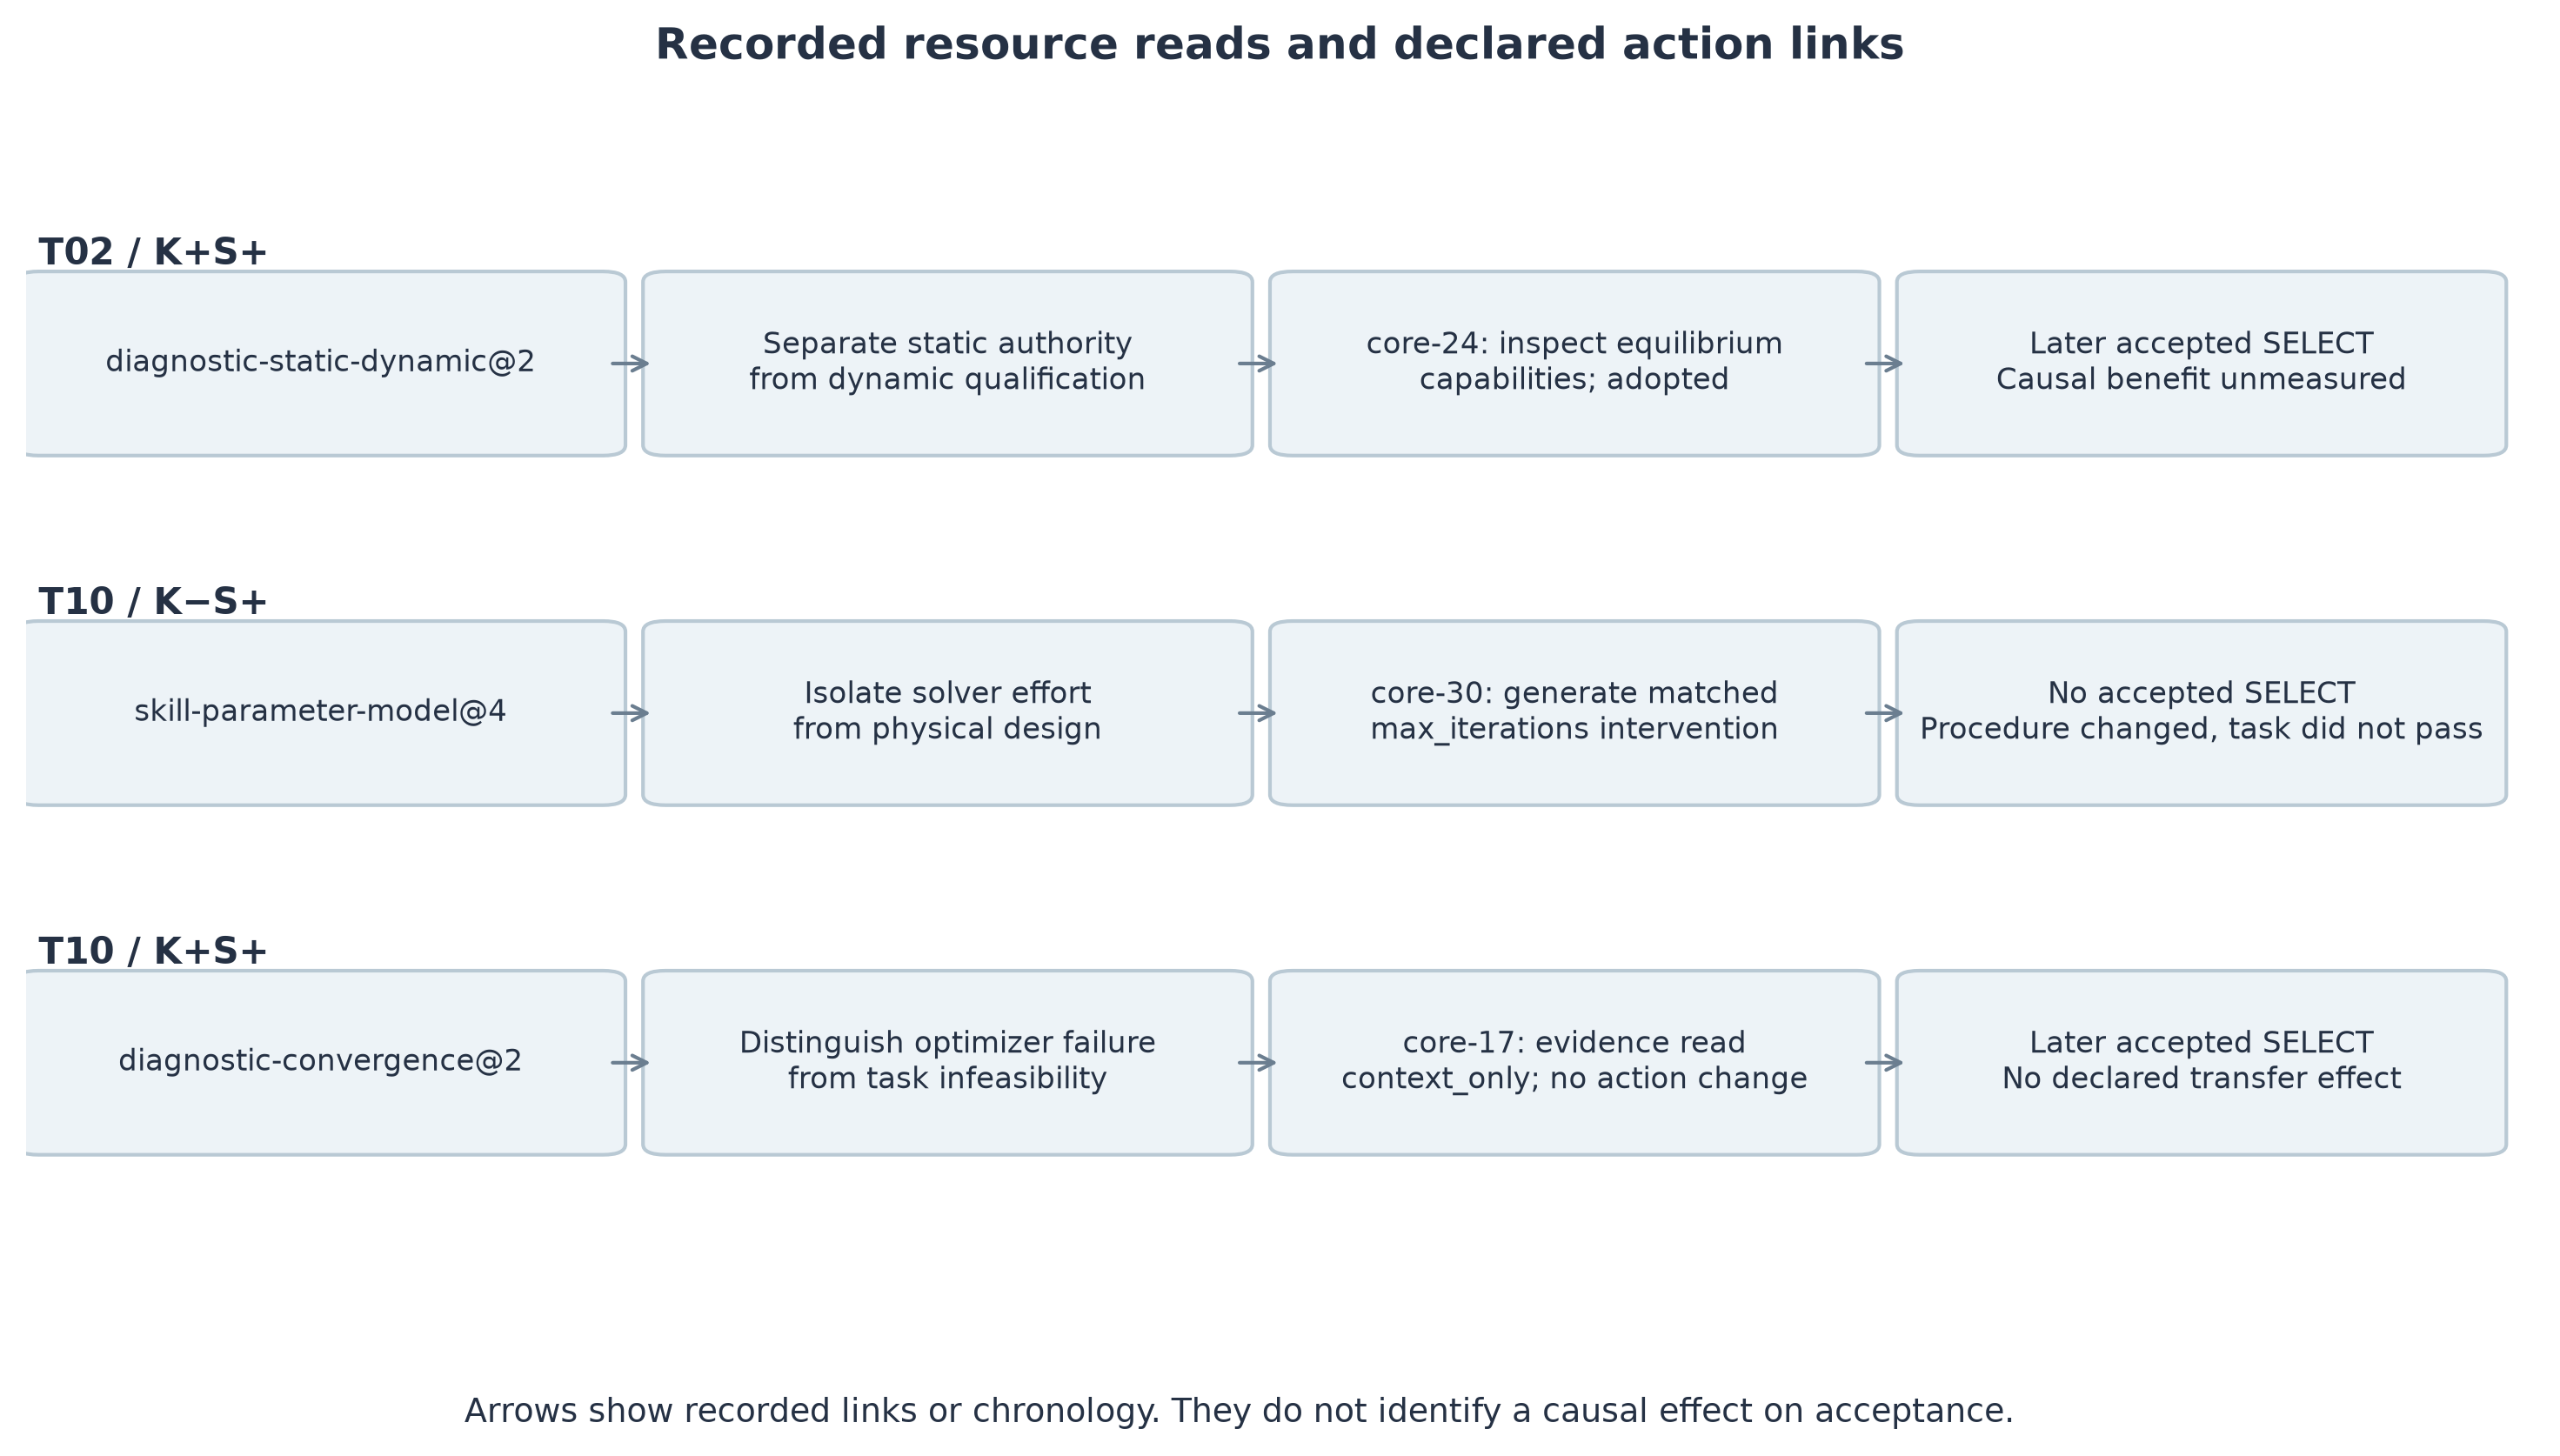 Recorded resource reads and declared action links
T02 / K+S+
diagnostic-static-dynamic@2
Separate static authority
from dynamic qualification
core-24: inspect equilibrium
capabilities; adopted
Later accepted SELECT
Causal benefit unmeasured
T10 / K−S+
skill-parameter-model@4
Isolate solver effort
from physical design
core-30: generate matched
max_iterations intervention
No accepted SELECT
Procedure changed, task did not pass
T10 / K+S+
diagnostic-convergence@2
Distinguish optimizer failure
from task infeasibility
core-17: evidence read
context_only; no action change
Later accepted SELECT
No declared transfer effect
Arrows show recorded links or chronology. They do not identify a causal effect on acceptance.